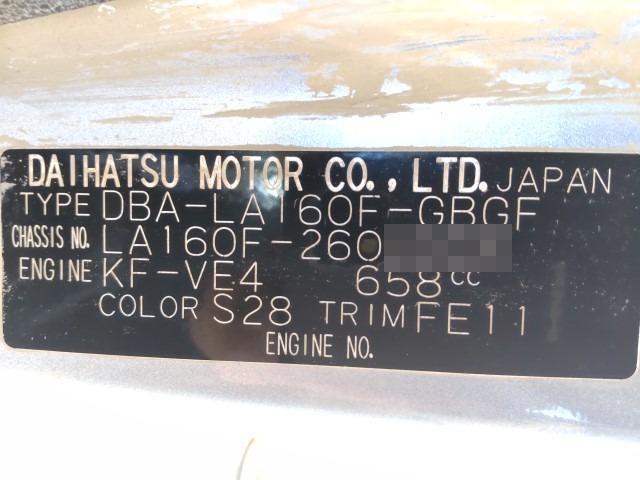 DAIHATSU MOTOR CO., LTD. JAPAN
TYPE DBA-LA160F-GBGF
CHASSIS NO. LA160F-260
ENGINE KF-VE4 658cc
COLOR S28 TRIM FE11
ENGINE NO.